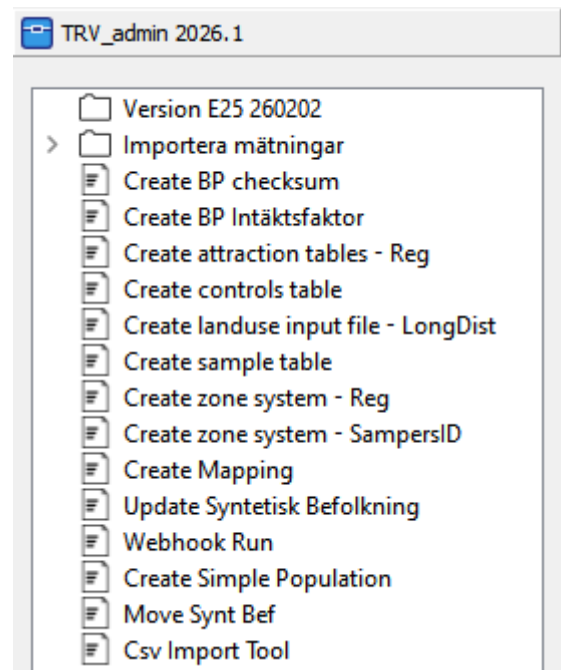 TRV_admin 2026.1
Version E25 260202
Importera mätningar
Create BP checksum
Create BP Intäktsfaktor
Create attraction tables - Reg
Create controls table
Create landuse input file - LongDist
Create sample table
Create zone system - Reg
Create zone system - SampersID
Create Mapping
Update Syntetisk Befolkning
Webhook Run
Create Simple Population
Move Synt Bef
Csv Import Tool